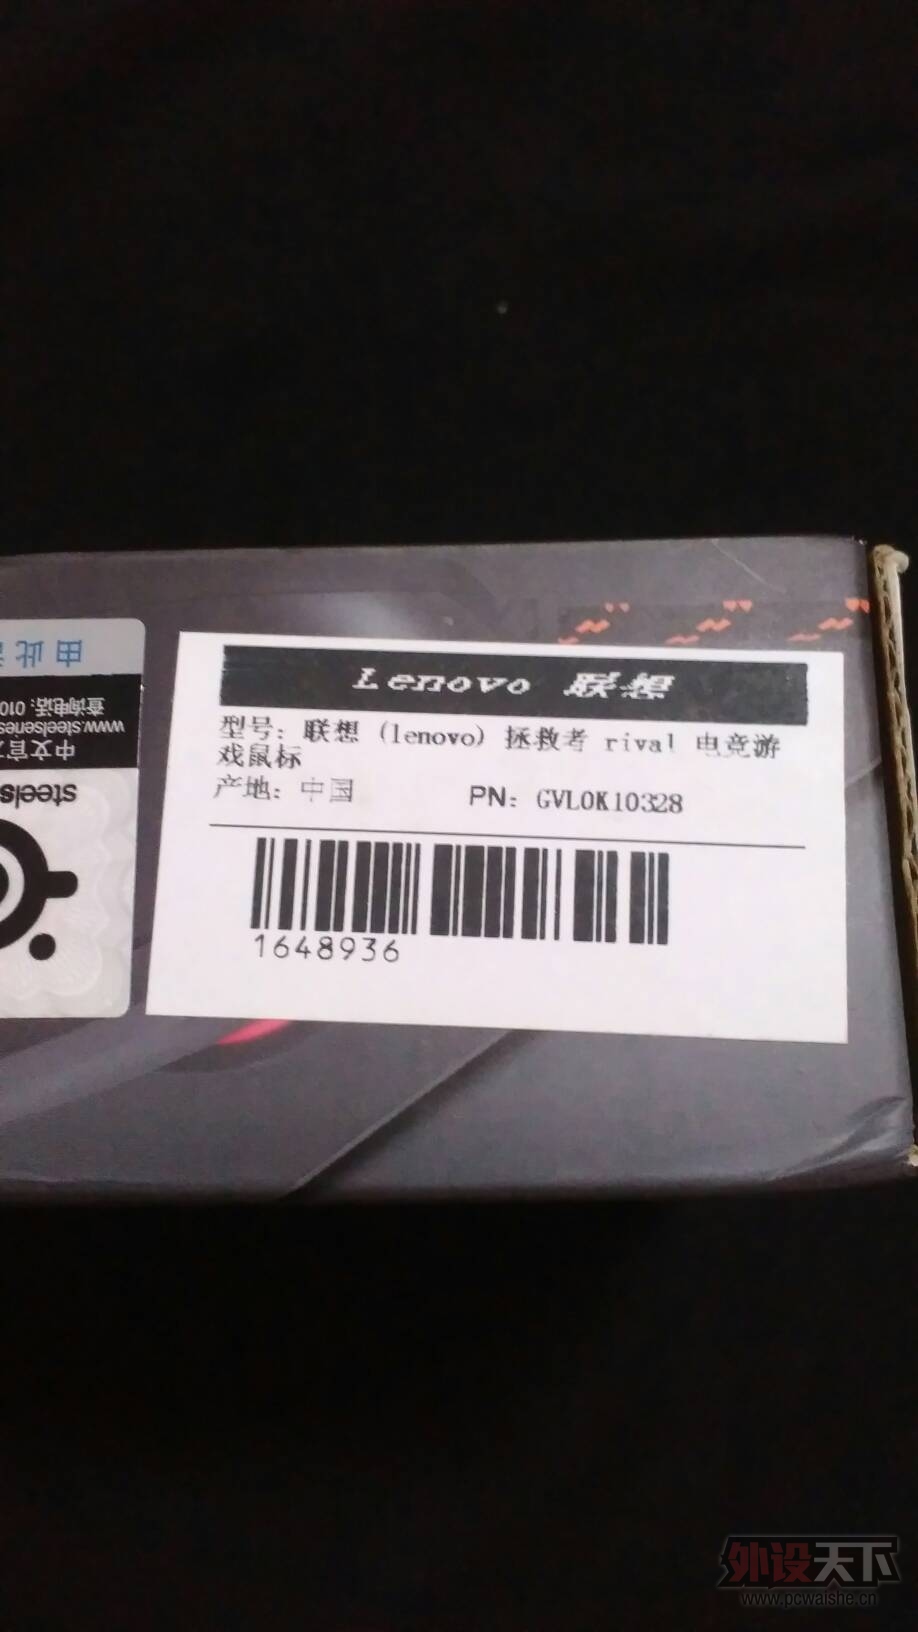 Lenovo 联想
型号：联想（lenovo）拯救者 rival 电竞游
戏鼠标
产地：中国 PN：GVL0K10328
1648936
由此
查询电话: 010
www.steelseries
中文官
steels
外设天下
www.pcwaishe.cn